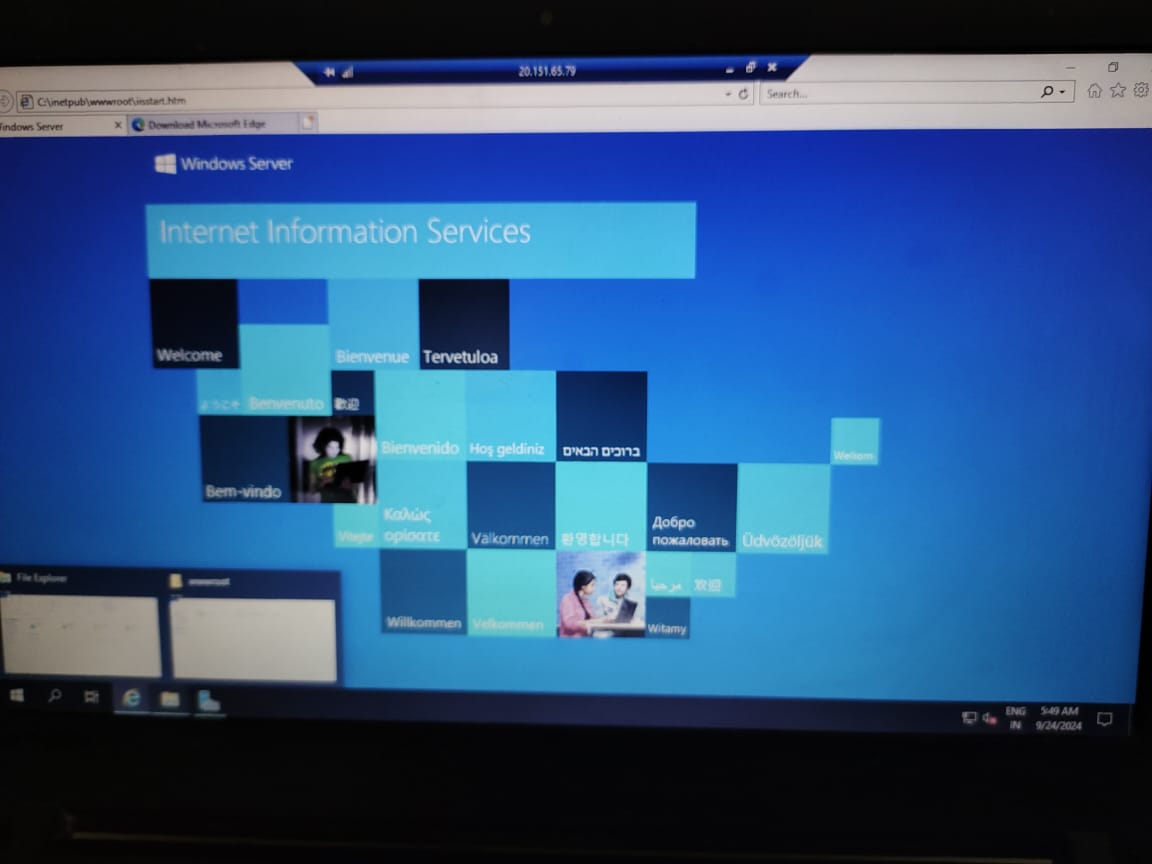 20.151.65.79
C:\inetpub\wwwroot\iisstart.htm
Search...
Windows Server
Download Microsoft Edge
Windows Server
Internet Information Services
Welcome
Bienvenue
Tervetuloa
ようこそ
Benvenuto
歡迎
Bienvenido
Hoş geldiniz
ברוכים הבאים
Welkom
Bem-vindo
Vítejte
Καλώς
ορίσατε
Välkommen
환영합니다
Добро
пожаловать
Üdvözöljük
Willkommen
Velkommen
مرحبا
欢迎
Witamy
File Explorer
wwwroot
ENG
IN
5:49 AM
9/24/2024